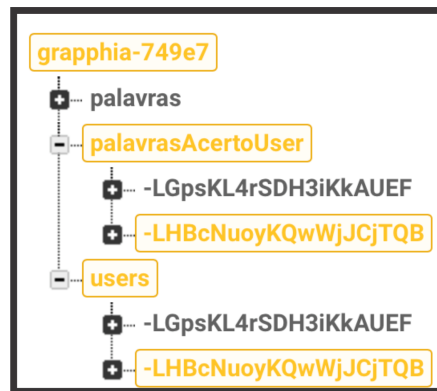 grapphia-749e7
palavras
palavrasAcertoUser
-LGpsKL4rSDH3iKkAUEF
-LHBcNuoyKQwWjJCjTQB
users
-LGpsKL4rSDH3iKkAUEF
-LHBcNuoyKQwWjJCjTQB